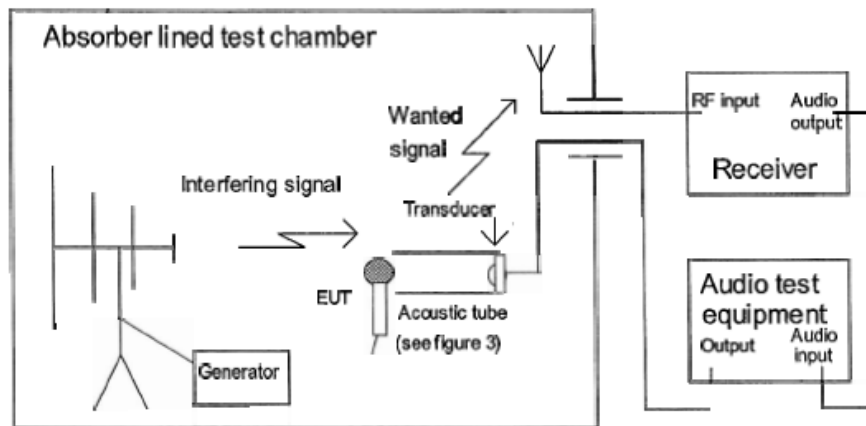 Absorber lined test chamber
Wanted
signal
Interfering signal
Transducer
EUT
Acoustic tube
(see figure 3)
Generator
RF input
Audio
output
Receiver
Audio test
equipment
Output
Audio
input